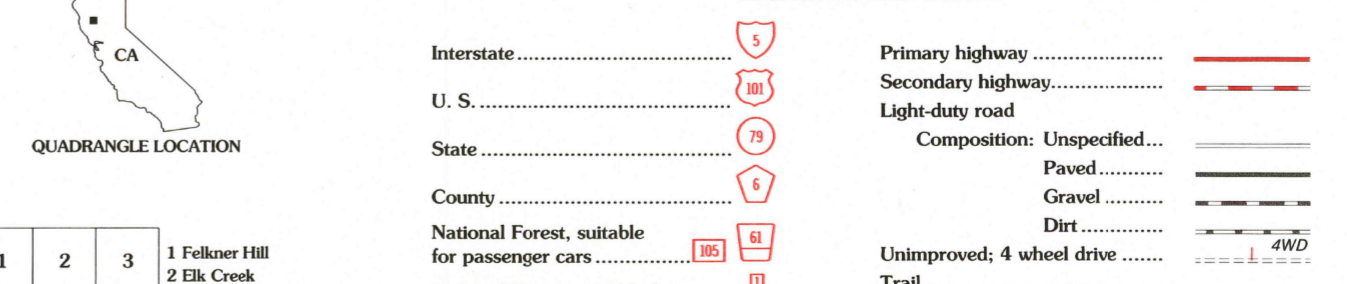 CA
QUADRANGLE LOCATION
1 2 3
1 Felkner Hill
2 Elk Creek
Interstate 5
U. S. 101
State 79
County 6
National Forest, suitable
for passenger cars 105 61
1
Primary highway
Secondary highway
Light-duty road
Composition: Unspecified...
Paved
Gravel
Dirt
Unimproved; 4 wheel drive 4WD
Trail